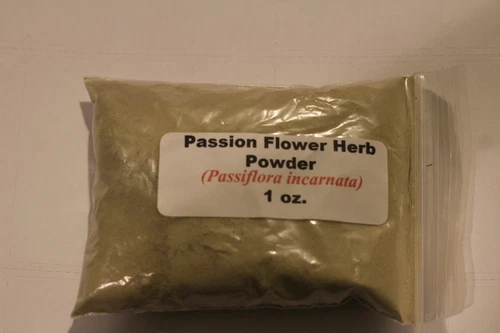 Passion Flower Herb
Powder
(Passiflora incarnata)
1 oz.